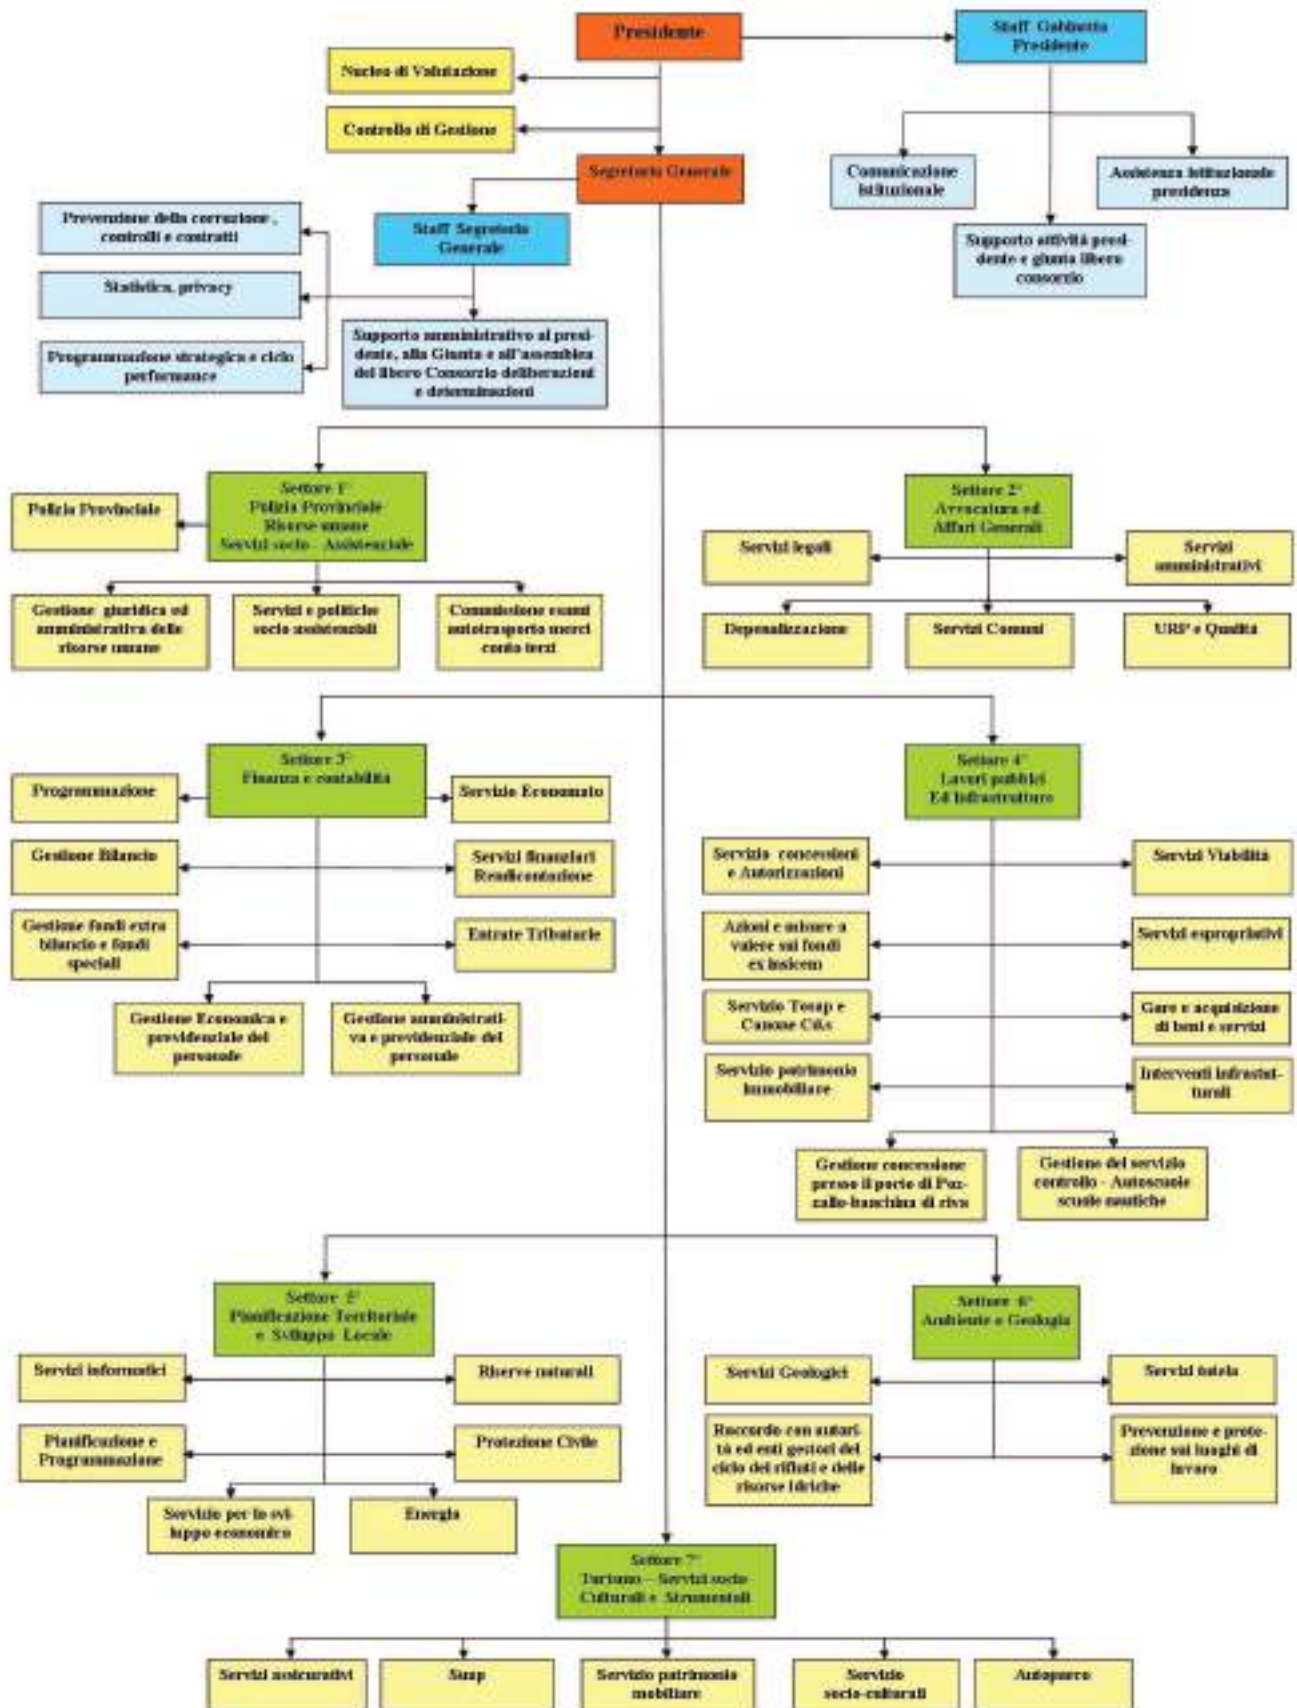 Presidente
Staff Gabinetto
Presidente
Nucleo di Valutazione
Controllo di Gestione
Segretario Generale
Comunicazione
istituzionale
Assistenza istituzionale
presidenza
Supporto attività presi-
dente e giunta libero
consorzio
Staff Segretario
Generale
Prevenzione della corruzione ,
controlli e contratti
Statistica, privacy
Programmazione strategica e ciclo
performance
Supporto amministrativo al presi-
dente, alla Giunta e all'assemblea
del libero Consorzio deliberazioni
e determinazioni
Settore 1°
Polizia Provinciale
Risorse umane
Servizi socio - Assistenziale
Polizia Provinciale
Gestione giuridica ed
amministrativa delle
risorse umane
Servizi e politiche
socio assistenziali
Commissione esami
autotrasporto merci
conto terzi
Settore 2°
Avvocatura ed
Affari Generali
Servizi legali
Servizi
amministrativi
Depenalizzazione
Servizi Comuni
URP e Qualità
Settore 3°
Finanza e contabilità
Programmazione
Servizio Economato
Gestione Bilancio
Servizi finanziari
Rendicontazione
Gestione fondi extra
bilancio e fondi
speciali
Entrate Tributarie
Gestione Economica e
previdenziale del
personale
Gestione amministrati-
va e previdenziale del
personale
Settore 4°
Lavori pubblici
Ed Infrastrutture
Servizio concessioni
e Autorizzazioni
Servizi Viabilità
Azioni e misure a
valere sui fondi
ex insicem
Servizi espropriativi
Servizio Tosap e
Canone Cds
Gare e acquisizione
di beni e servizi
Servizio patrimonio
Immobiliare
Interventi infrastut-
turali
Gestione concessione
presso il porto di Poz-
zallo-banchina di riva
Gestione del servizio
controllo - Autoscuole
scuole nautiche
Settore 5°
Pianificazione Territoriale
e Sviluppo Locale
Servizi informatici
Riserve naturali
Pianificazione e
Programmazione
Protezione Civile
Servizio per lo svi-
luppo economico
Energia
Settore 6°
Ambiente e Geologia
Servizi Geologici
Servizi tutela
Raccordo con autori-
tà ed enti gestori del
ciclo dei rifiuti e delle
risorse idriche
Prevenzione e prote-
zione sui luoghi di
lavoro
Settore 7°
Turismo – Servizi socio
Culturali e Strumentali
Servizi assicurativi
Suap
Servizio patrimonio
mobiliare
Servizio
socio-culturali
Autoparco